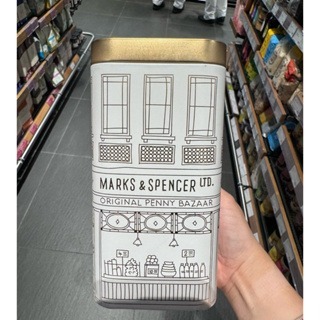 MARKS & SPENCER LTD.
ORIGINAL PENNY BAZAAR